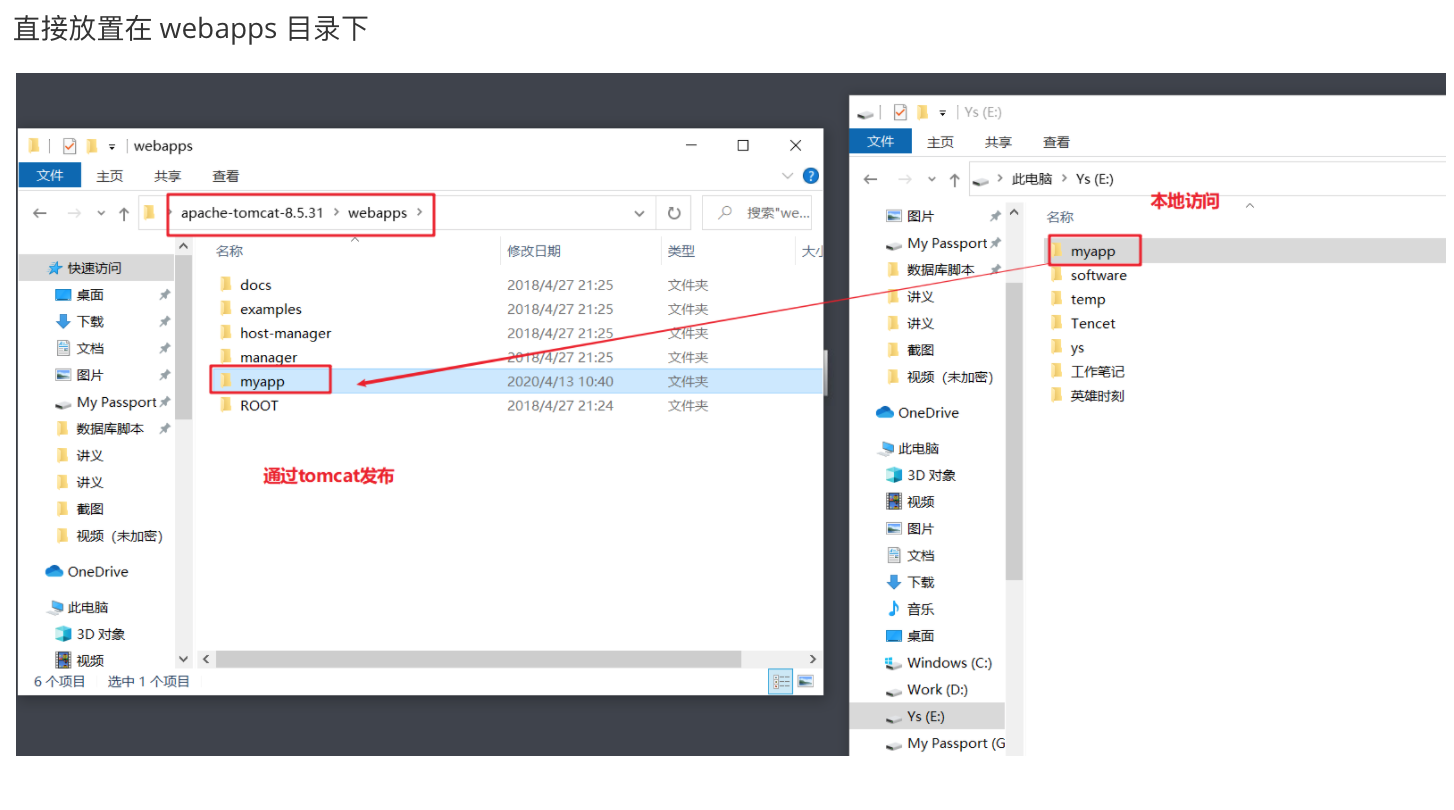 直接放置在 webapps 目录下
webapps
文件 主页 共享 查看
apache-tomcat-8.5.31 webapps
搜索"we...
名称 修改日期 类型 大小
快速访问
桌面
下载
文档
图片
My Passport
数据库脚本
讲义
讲义
截图
视频（未加密）
OneDrive
此电脑
3D 对象
视频
docs 2018/4/27 21:25 文件夹
examples 2018/4/27 21:25 文件夹
host-manager 2018/4/27 21:25 文件夹
manager 2018/4/27 21:25 文件夹
myapp 2020/4/13 10:40 文件夹
ROOT 2018/4/27 21:24 文件夹
通过tomcat发布
6 个项目 选中 1 个项目
Ys (E:)
文件 主页 共享 查看
此电脑 Ys (E:)
本地访问
图片
My Passport
数据库脚本
讲义
讲义
截图
视频（未加密）
OneDrive
此电脑
3D 对象
视频
图片
文档
下载
音乐
桌面
Windows (C:)
Work (D:)
Ys (E:)
My Passport (G
名称
myapp
software
temp
Tencet
ys
工作笔记
英雄时刻